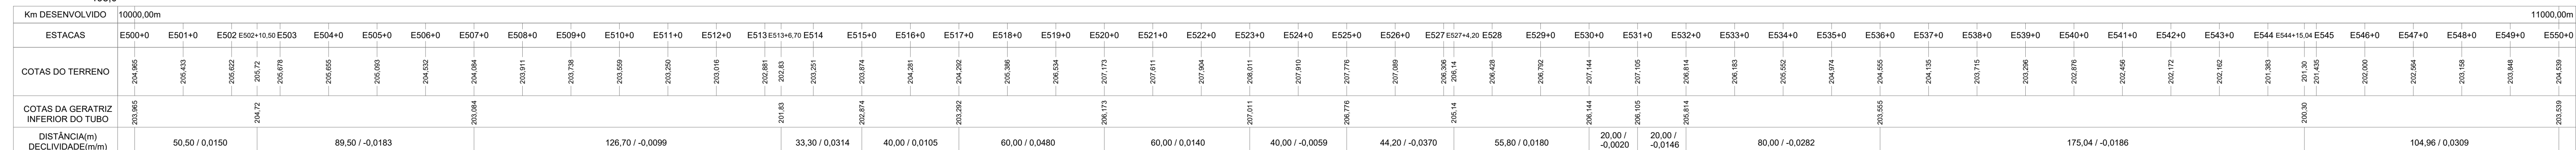 Km DESENVOLVIDO 10000,00m 11000,00m
ESTACAS E500+0 E501+0 E502 E502+10,50 E503 E504+0 E505+0 E506+0 E507+0 E508+0 E509+0 E510+0 E511+0 E512+0 E513 E513+6,70 E514 E515+0 E516+0 E517+0 E518+0 E519+0 E520+0 E521+0 E522+0 E523+0 E524+0 E525+0 E526+0 E527 E527+4,20 E528 E529+0 E530+0 E531+0 E532+0 E533+0 E534+0 E535+0 E536+0 E537+0 E538+0 E539+0 E540+0 E541+0 E542+0 E543+0 E544 E544+15,04 E545 E546+0 E547+0 E548+0 E549+0 E550+0
COTAS DO TERRENO 204,965 205,433 205,622 205,72 205,678 205,655 205,093 204,532 204,084 203,911 203,738 203,559 203,250 203,016 202,881 202,83 203,251 203,874 204,281 204,292 205,386 206,534 207,173 207,611 207,904 208,011 207,910 207,776 207,089 206,306 206,14 206,428 206,792 207,144 207,105 206,814 206,183 205,552 204,974 204,555 204,135 203,715 203,296 202,876 202,456 202,172 202,162 201,383 201,30 201,435 202,000 202,564 203,158 203,848 204,539
COTAS DA GERATRIZ
INFERIOR DO TUBO 203,965 204,72 203,084 201,83 202,874 203,292 206,173 207,011 206,776 205,14 206,144 206,105 205,814 203,555 200,30 203,539
DISTÂNCIA(m)
DECLIVIDADE(m/m) 50,50 / 0,0150 89,50 / -0,0183 126,70 / -0,0099 33,30 / 0,0314 40,00 / 0,0105 60,00 / 0,0480 60,00 / 0,0140 40,00 / -0,0059 44,20 / -0,0370 55,80 / 0,0180 20,00 / -0,0020 20,00 / -0,0146 80,00 / -0,0282 175,04 / -0,0186 104,96 / 0,0309